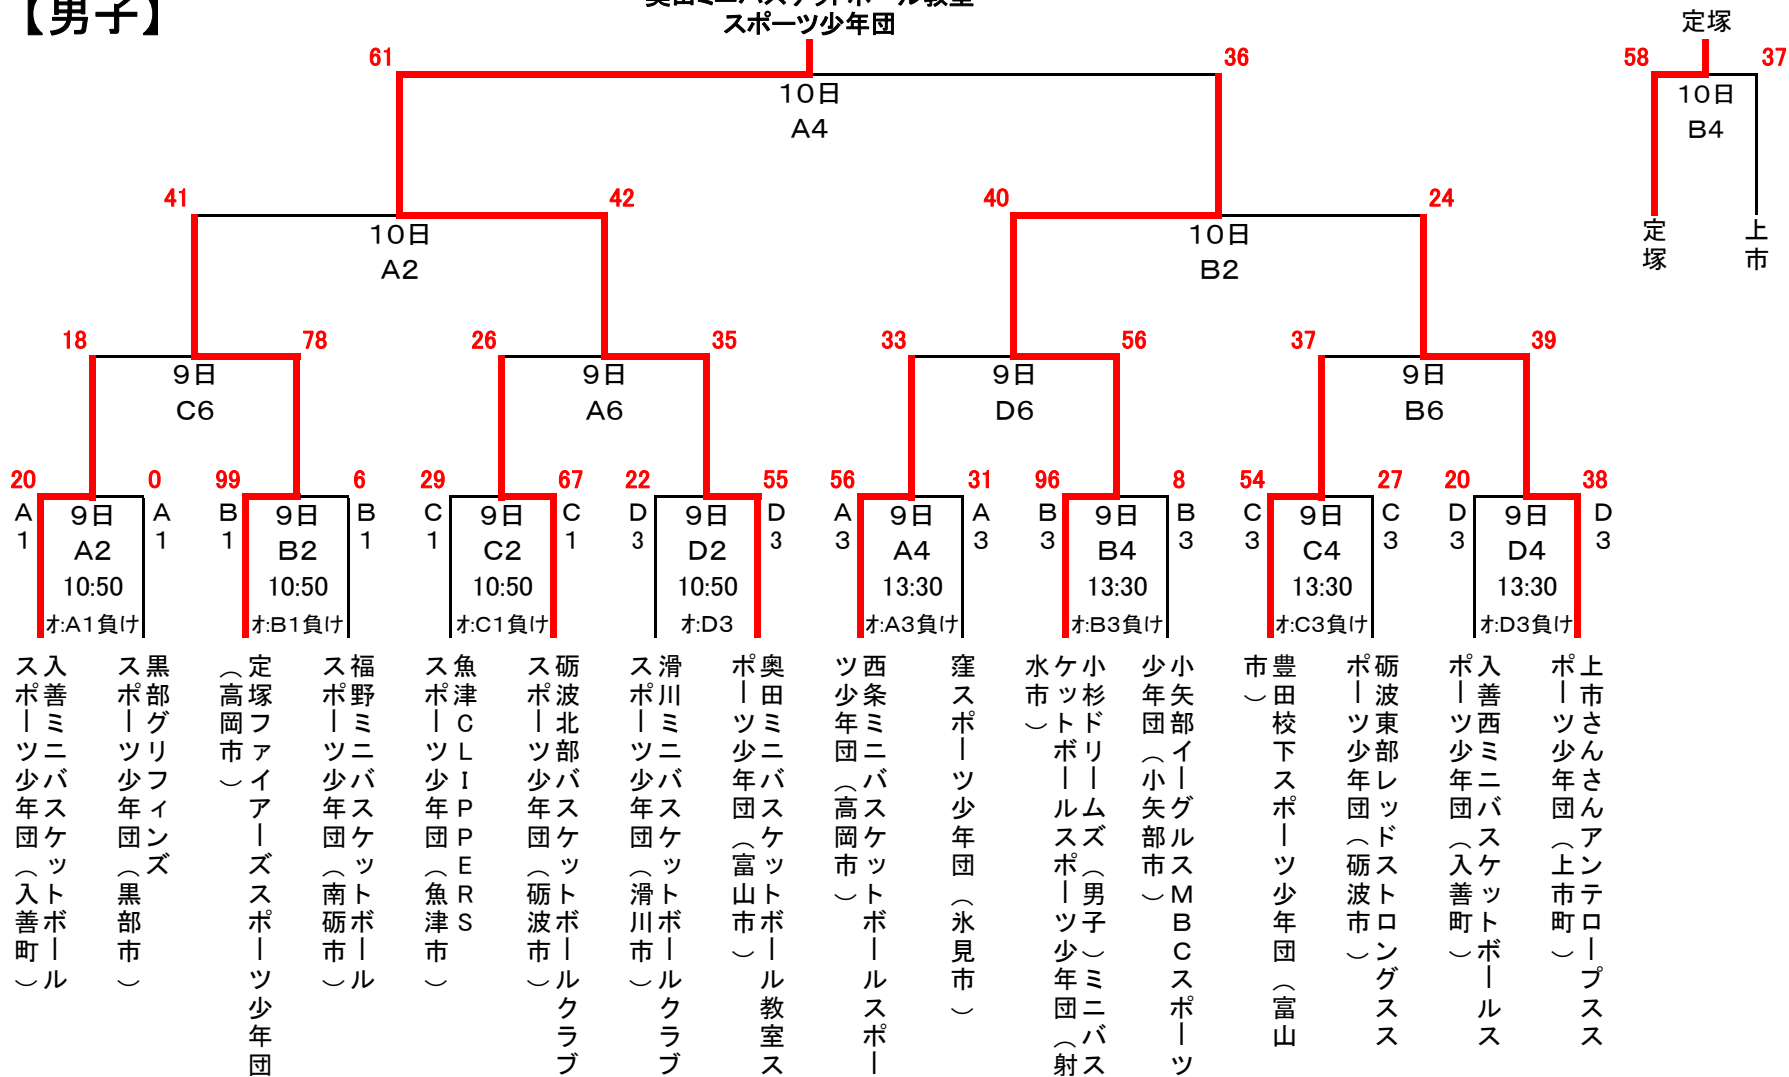 【男子】
奥田ミニバスケットボール教室
スポーツ少年団
定塚
61
36
58
37
10日
A4
10日
B4
41
42
40
24
10日
A2
10日
B2
定塚
上市
18
78
26
35
33
56
37
39
9日
C6
9日
A6
9日
D6
9日
B6
20
0
99
6
29
67
22
55
56
31
96
8
54
27
20
38
A1
9日
A2
10:50
オ:A1負け
A1
B1
9日
B2
10:50
オ:B1負け
B1
C1
9日
C2
10:50
オ:C1負け
C1
D3
9日
D2
10:50
オ:D3
D3
A3
9日
A4
13:30
オ:A3負け
A3
B3
9日
B4
13:30
オ:B3負け
B3
C3
9日
C4
13:30
オ:C3負け
C3
D3
9日
D4
13:30
オ:D3負け
D3
入善ミニバスケットボール
スポーツ少年団（入善町）
黒部グリフィンズ
スポーツ少年団（黒部市）
定塚ファイアーズスポーツ少年団
（高岡市）
福野ミニバスケットボール
スポーツ少年団（南砺市）
魚津CLIPPERS
スポーツ少年団（魚津市）
砺波北部バスケットボールクラブ
スポーツ少年団（砺波市）
滑川ミニバスケットボールクラブ
スポーツ少年団（滑川市）
奥田ミニバスケットボール教室ス
ポーツ少年団（富山市）
西条ミニバスケットボールスポー
ツ少年団（高岡市）
窪スポーツ少年団（氷見市）
小杉ドリームズ（男子）ミニバス
ケットボールスポーツ少年団（射
水市）
小矢部イーグルスMBCスポーツ
少年団（小矢部市）
豊田校下スポーツ少年団（富山
市）
砺波東部レッドストロングスス
ポーツ少年団（砺波市）
入善西ミニバスケットボールス
ポーツ少年団（入善町）
上市さんさんアンテロープスス
ポーツ少年団（上市町）